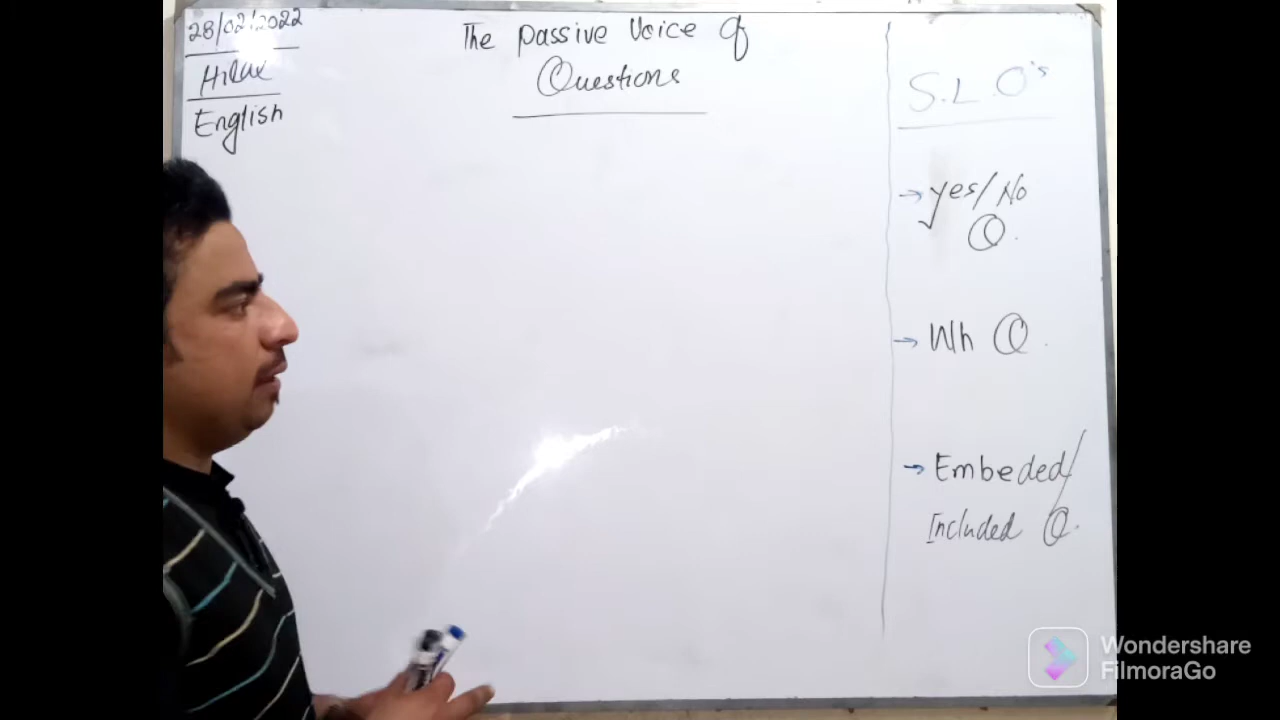 28/02/2022
Hilal
English
The Passive Voice of
Questions
S.L.O's
→ yes/No
Q.
→ Wh Q.
→ Embeded/
Included Q.
Wondershare
FilmoraGo